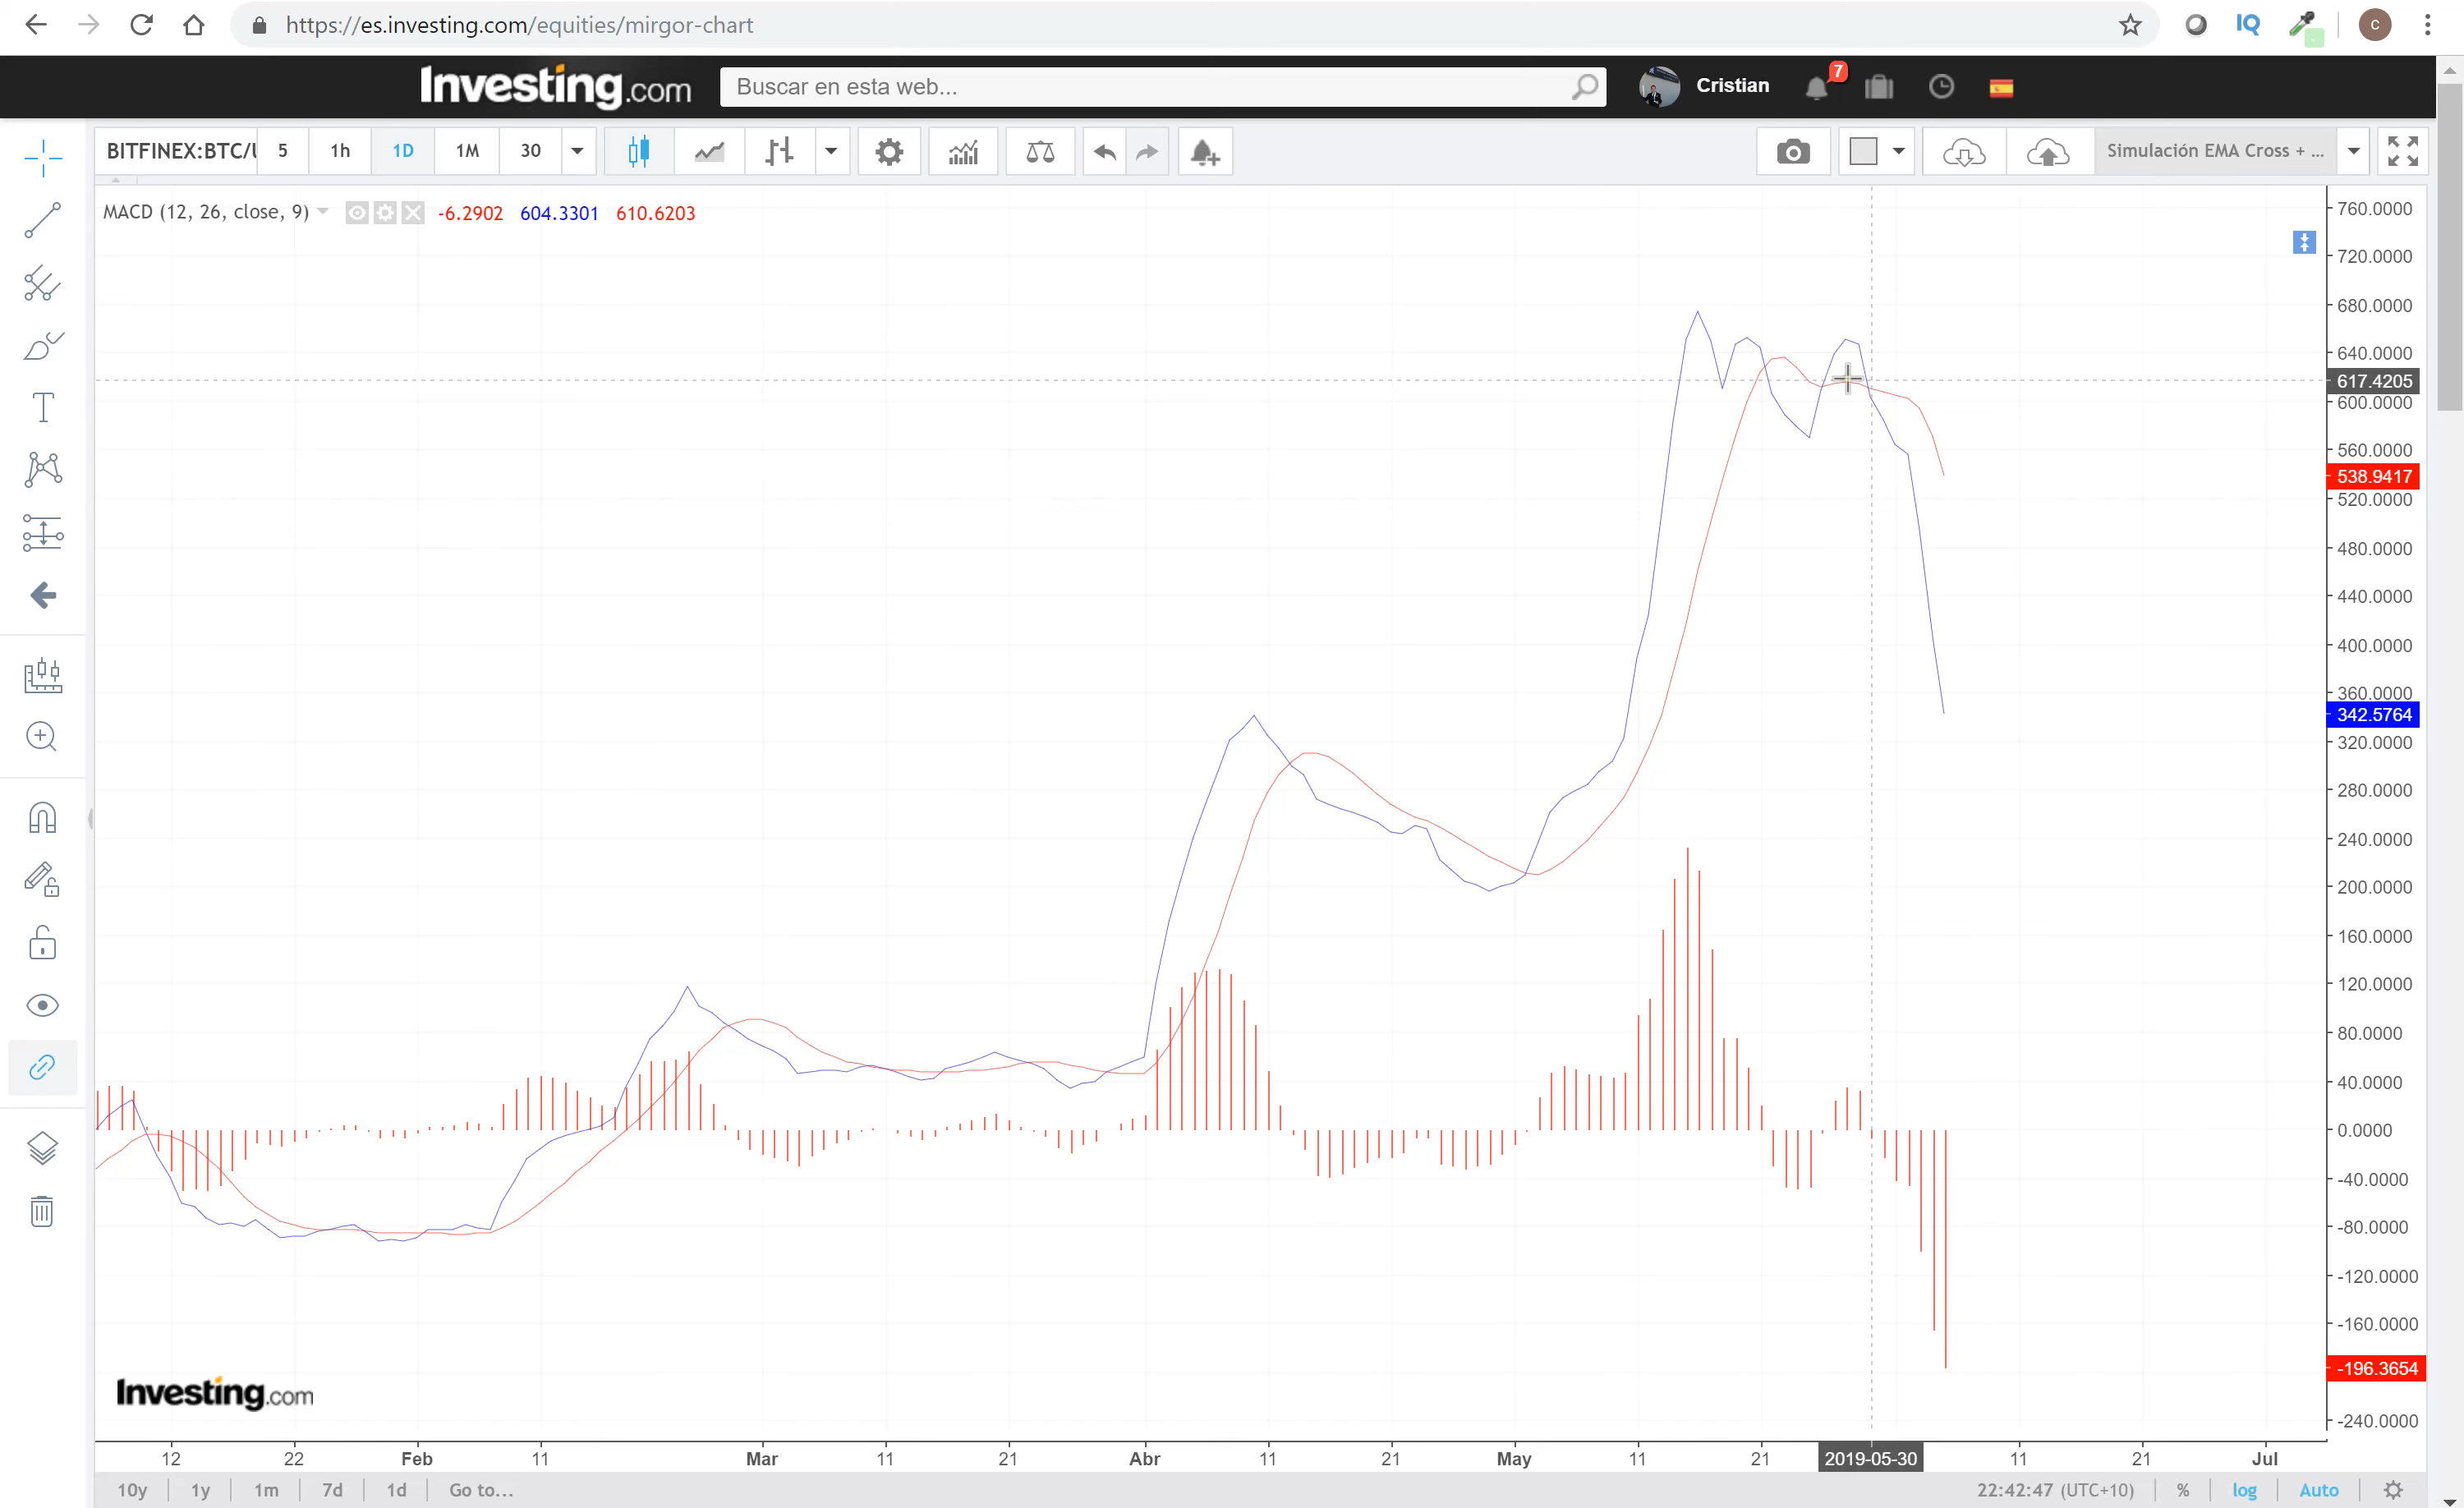 https://es.investing.com/equities/mirgor-chart
IQ
c
Investing.com
Buscar en esta web...
Cristian
7
BITFINEX:BTC/U
5
1h
1D
1M
30
Simulación EMA Cross + ...
MACD (12, 26, close, 9)
-6.2902
604.3301
610.6203
760.0000
720.0000
680.0000
640.0000
617.4205
600.0000
560.0000
538.9417
520.0000
480.0000
440.0000
400.0000
360.0000
342.5764
320.0000
280.0000
240.0000
200.0000
160.0000
120.0000
80.0000
40.0000
0.0000
-40.0000
-80.0000
-120.0000
-160.0000
-196.3654
-240.0000
Investing.com
12
22
Feb
11
Mar
11
21
Abr
11
21
May
11
21
2019-05-30
11
21
Jul
10y
1y
1m
7d
1d
Go to...
22:42:47 (UTC+10)
%
log
Auto